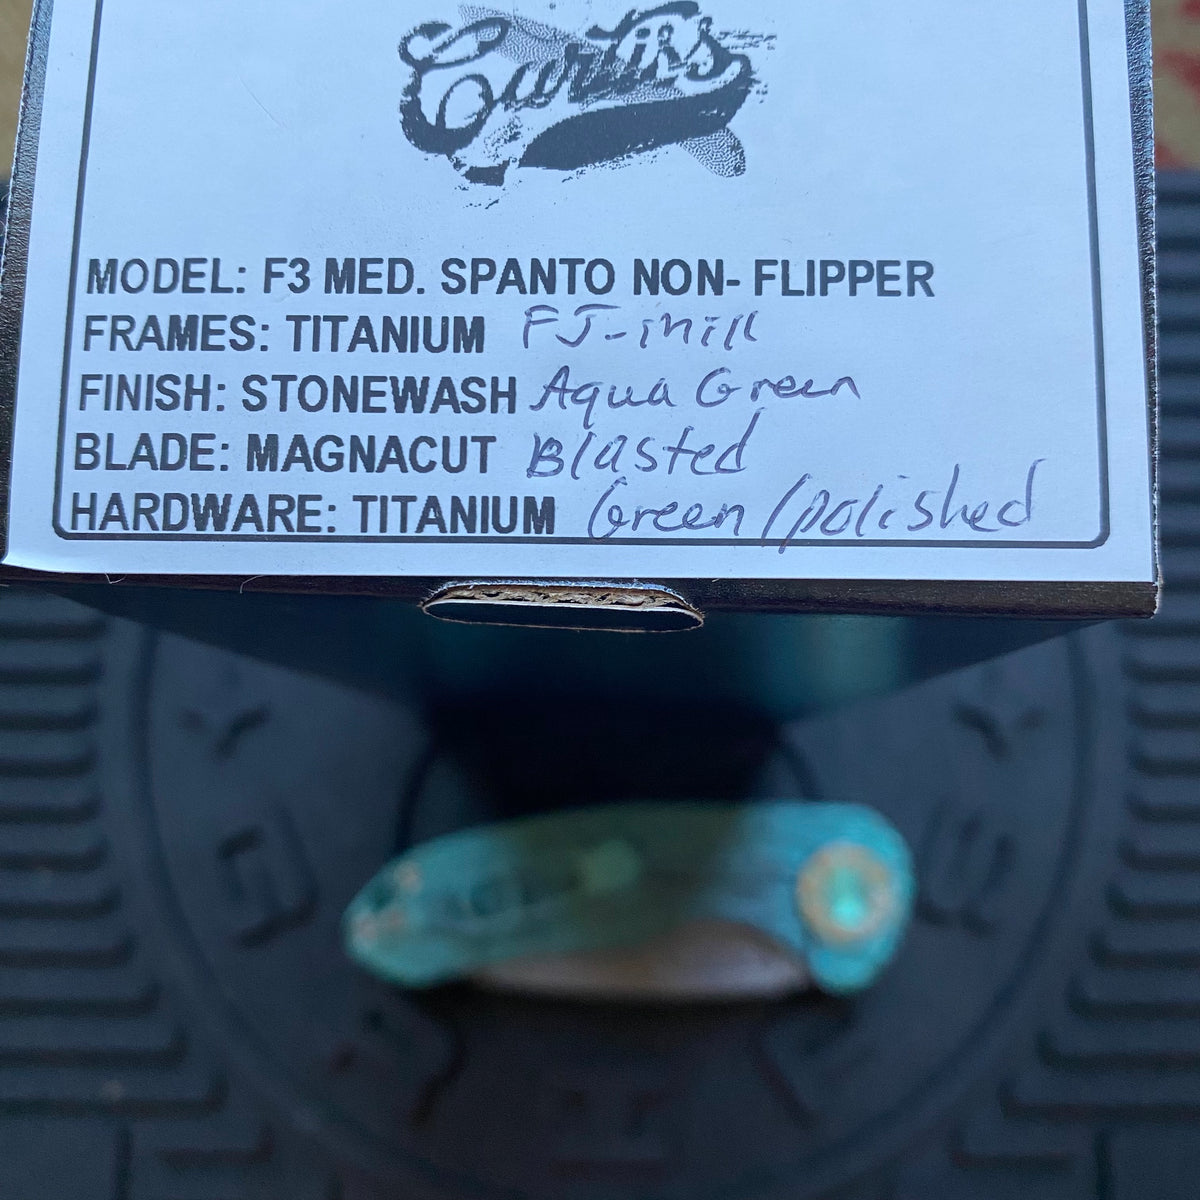 Curtiss
MODEL: F3 MED. SPANTO NON- FLIPPER
FRAMES: TITANIUM FJ-mill
FINISH: STONEWASH Aqua Green
BLADE: MAGNACUT Blasted
HARDWARE: TITANIUM Green/polished